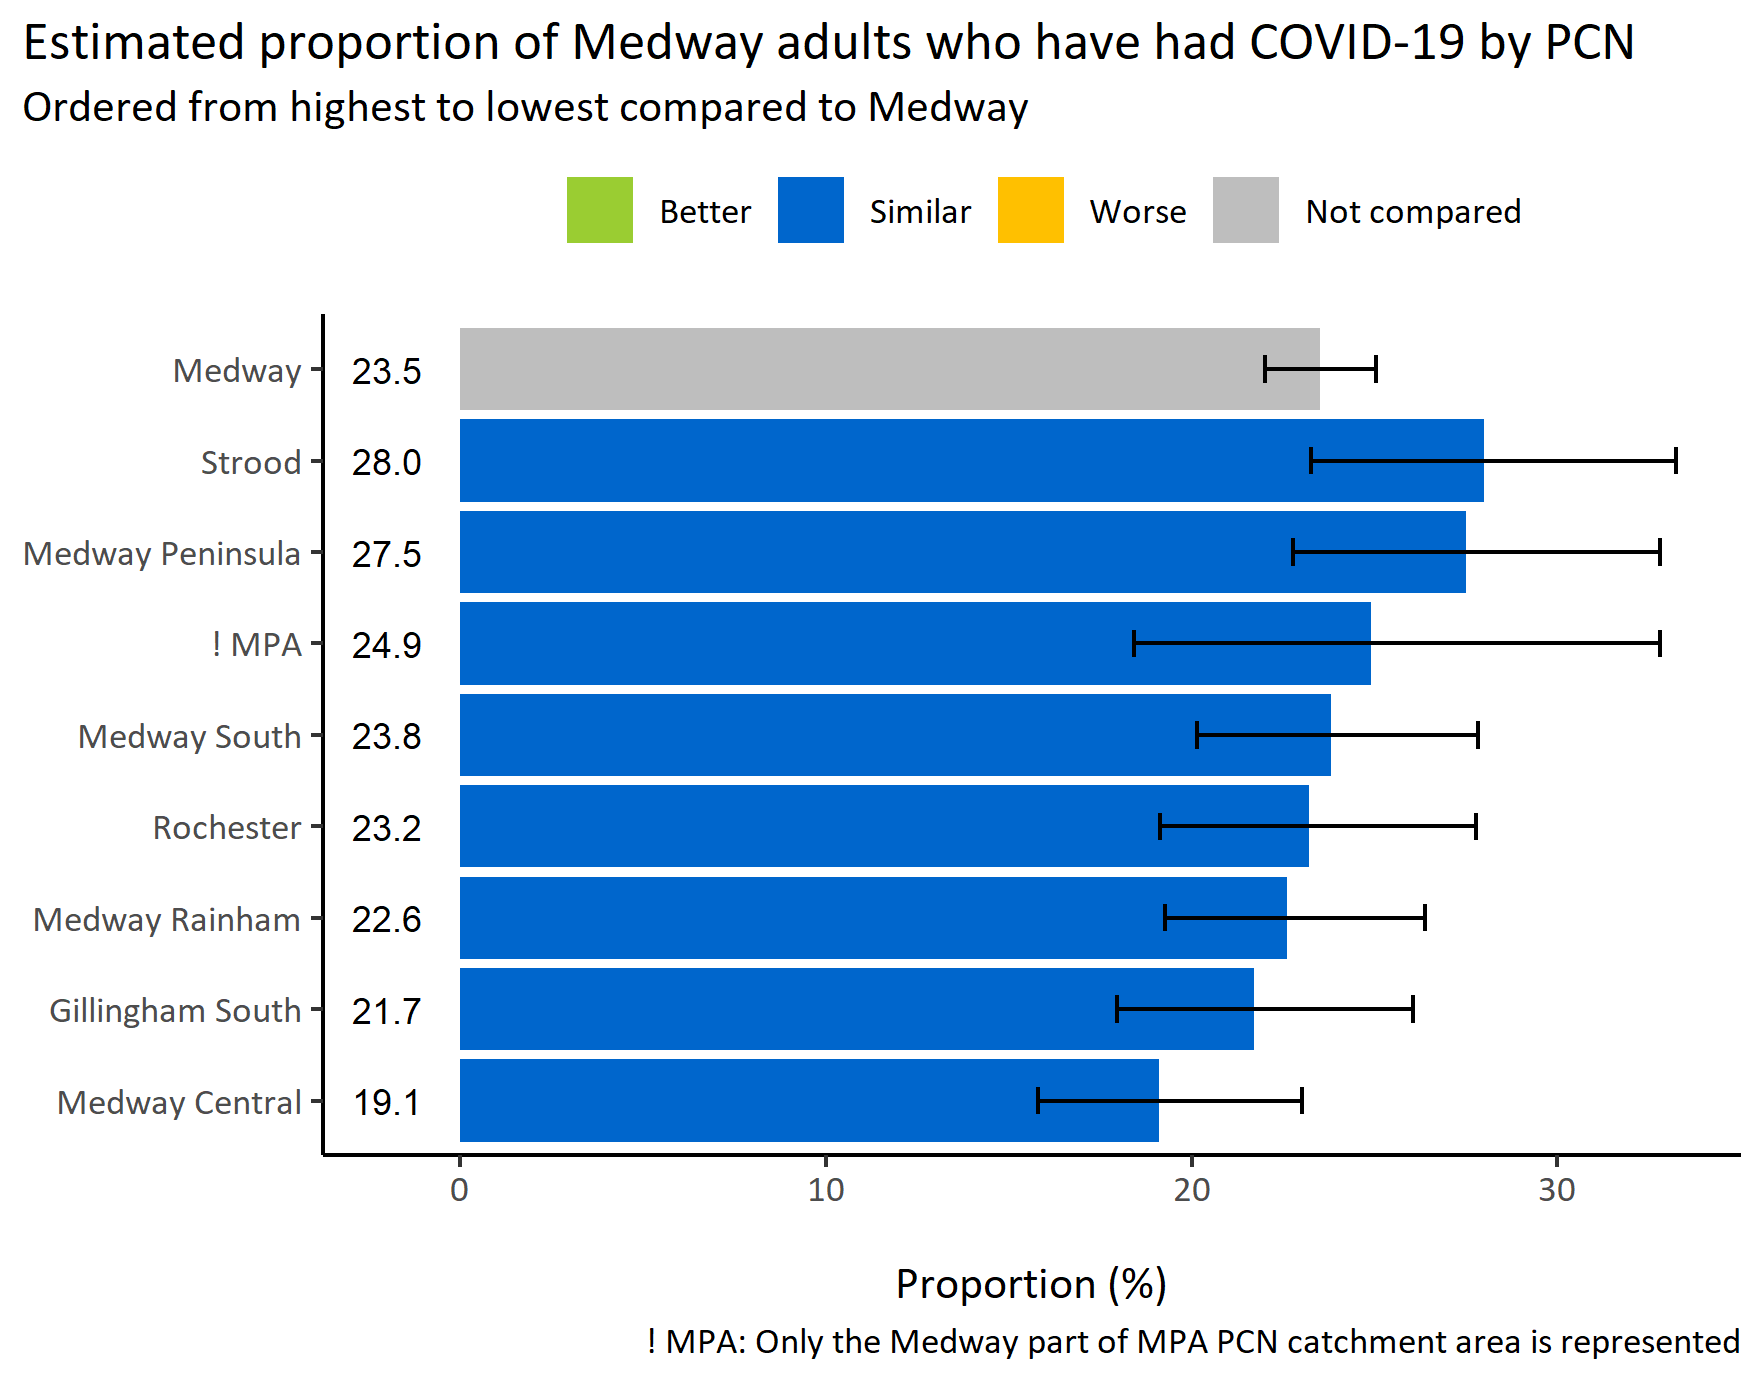 Estimated proportion of Medway adults who have had COVID-19 by PCN
Ordered from highest to lowest compared to Medway
Better Similar Worse Not compared
Medway 23.5
Strood 28.0
Medway Peninsula 27.5
! MPA 24.9
Medway South 23.8
Rochester 23.2
Medway Rainham 22.6
Gillingham South 21.7
Medway Central 19.1
0 10 20 30
Proportion (%)
! MPA: Only the Medway part of MPA PCN catchment area is represented